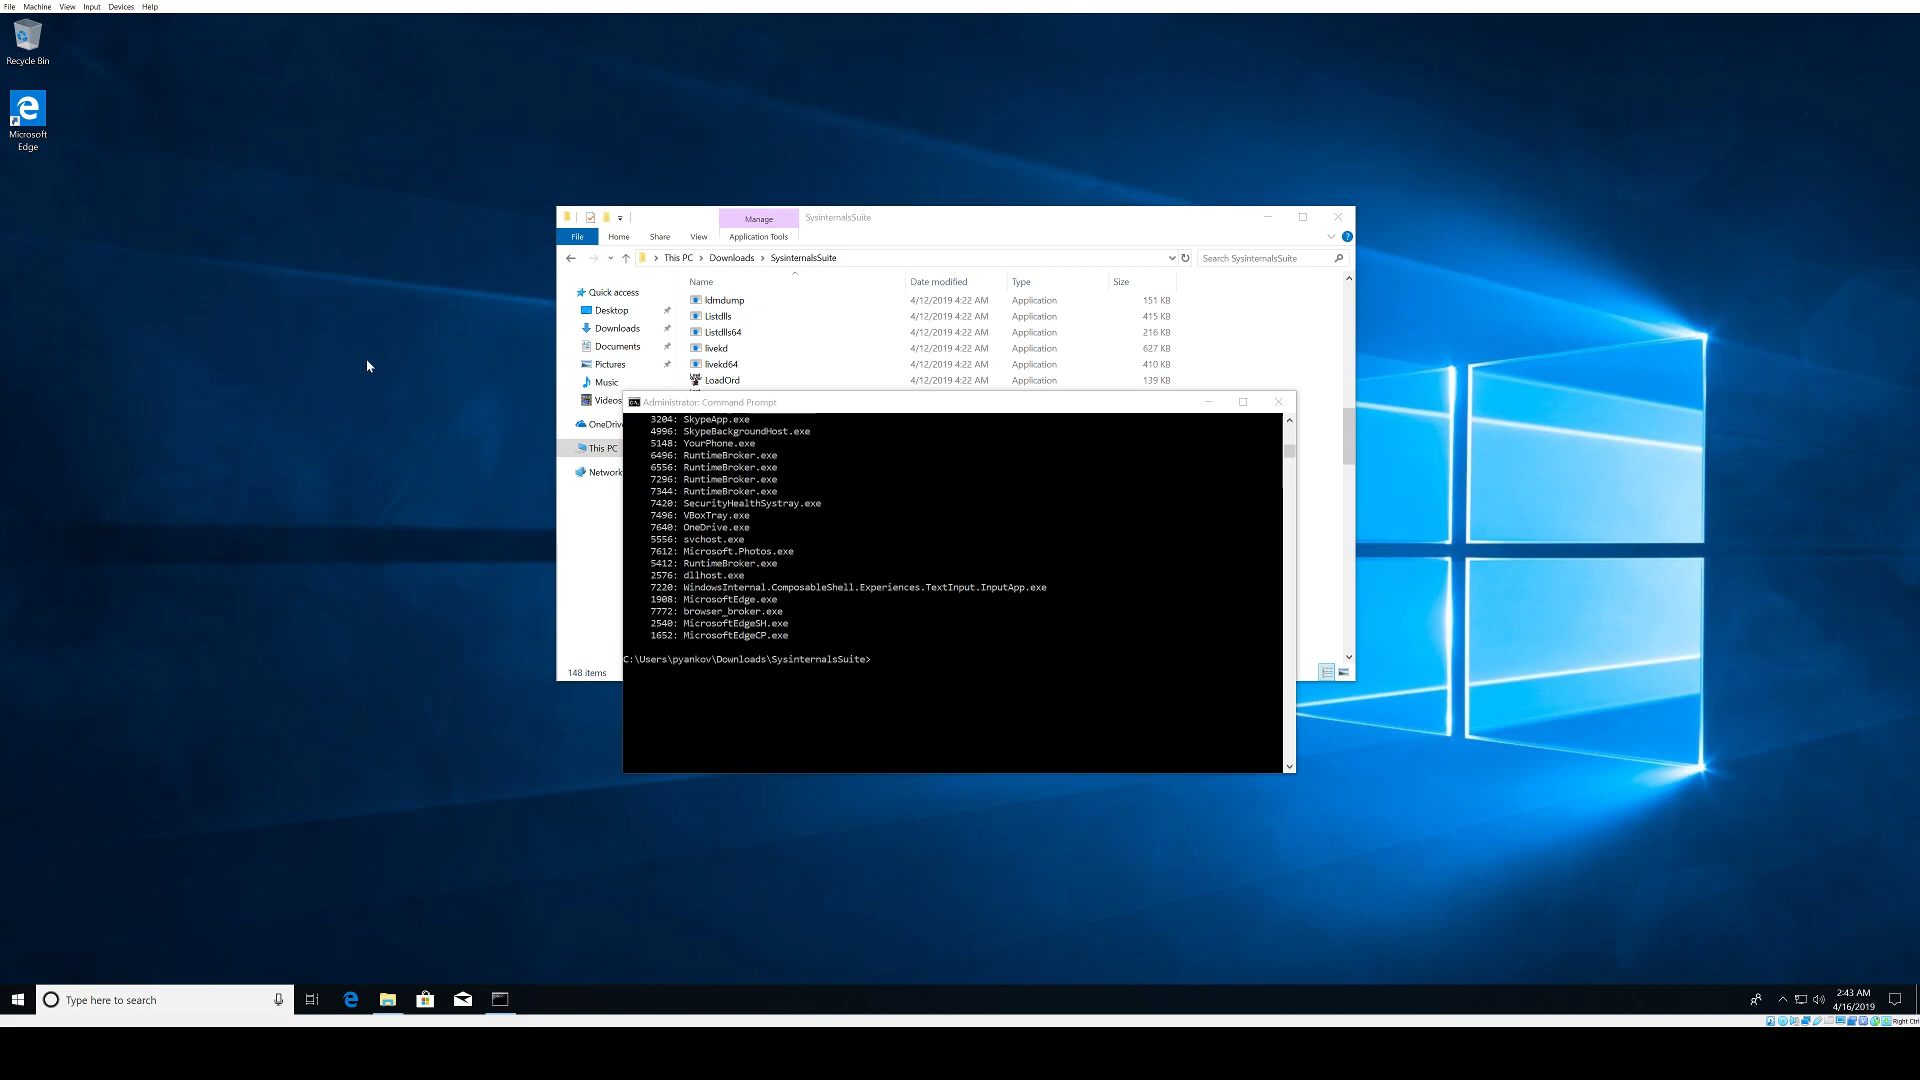 File Machine View Input Devices Help
Recycle Bin
Microsoft
Edge
Manage SysinternalsSuite
File Home Share View Application Tools
This PC Downloads SysinternalsSuite Search SysinternalsSuite
Name Date modified Type Size
Quick access
Desktop
Downloads
Documents
Pictures
Music
Videos
OneDriv
This PC
Network
ldmdump 4/12/2019 4:22 AM Application 151 KB
Listdlls 4/12/2019 4:22 AM Application 415 KB
Listdlls64 4/12/2019 4:22 AM Application 216 KB
livekd 4/12/2019 4:22 AM Application 627 KB
livekd64 4/12/2019 4:22 AM Application 410 KB
LoadOrd 4/12/2019 4:22 AM Application 139 KB
148 items
Administrator: Command Prompt
3204: SkypeApp.exe
4996: SkypeBackgroundHost.exe
5148: YourPhone.exe
6496: RuntimeBroker.exe
6556: RuntimeBroker.exe
7296: RuntimeBroker.exe
7344: RuntimeBroker.exe
7420: SecurityHealthSystray.exe
7496: VBoxTray.exe
7640: OneDrive.exe
5556: svchost.exe
7612: Microsoft.Photos.exe
5412: RuntimeBroker.exe
2576: dllhost.exe
7220: WindowsInternal.ComposableShell.Experiences.TextInput.InputApp.exe
1908: MicrosoftEdge.exe
7772: browser_broker.exe
2540: MicrosoftEdgeSH.exe
1652: MicrosoftEdgeCP.exe
C:\Users\pyankov\Downloads\SysinternalsSuite>
Type here to search
2:43 AM
4/16/2019
Right Ctrl